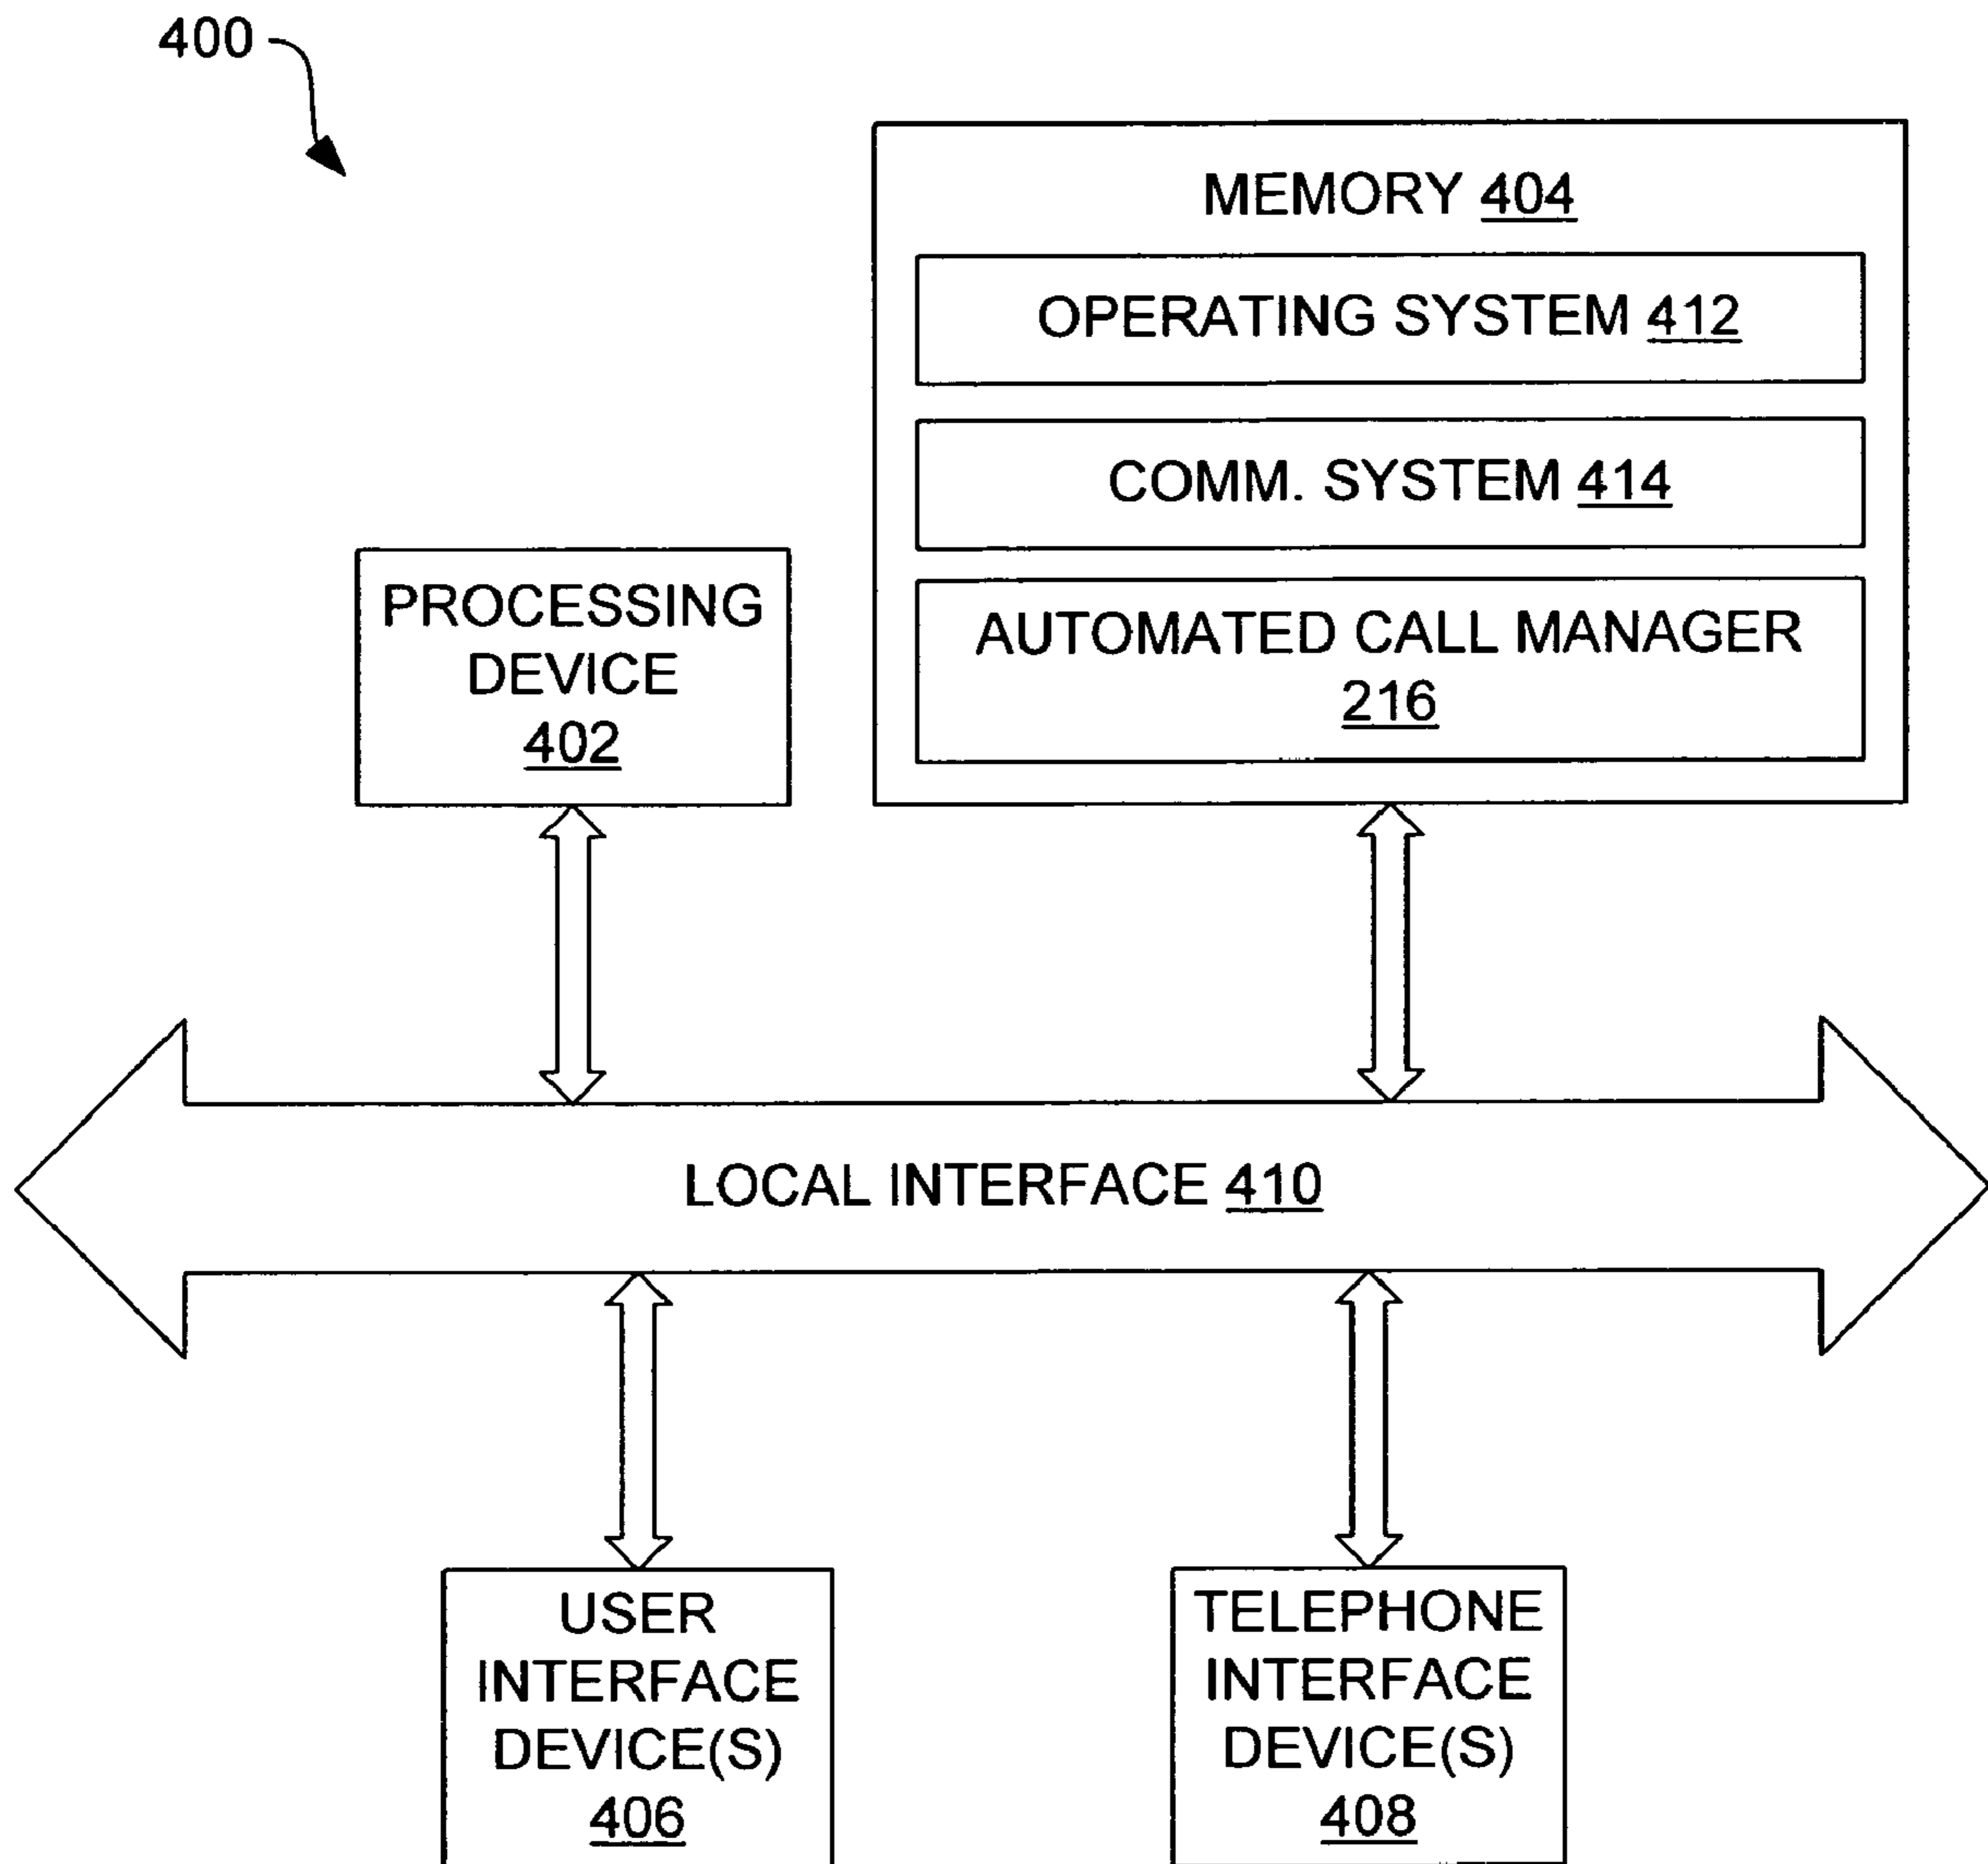 400
MEMORY 404
OPERATING SYSTEM 412
COMM. SYSTEM 414
AUTOMATED CALL MANAGER
216
PROCESSING
DEVICE
402
LOCAL INTERFACE 410
USER
INTERFACE
DEVICE(S)
406
TELEPHONE
INTERFACE
DEVICE(S)
408